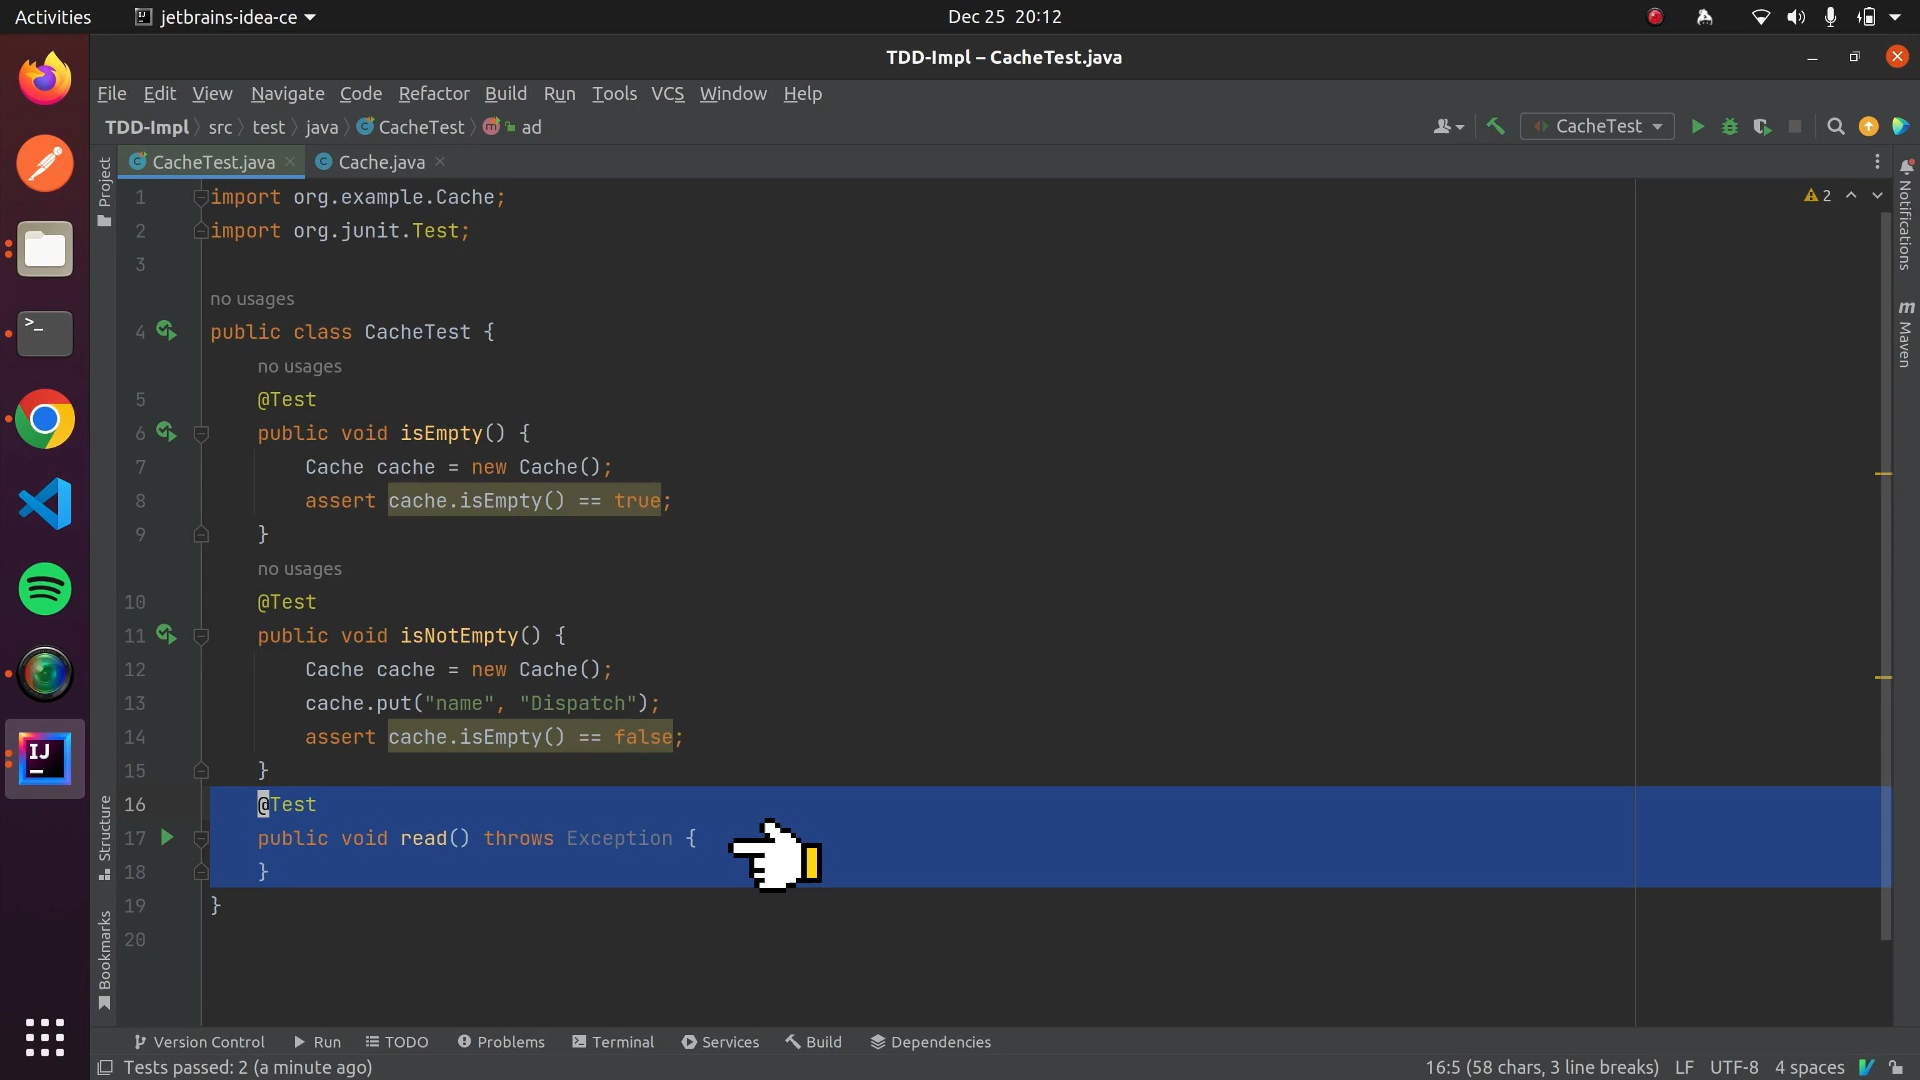 Activities
jetbrains-idea-ce
Dec 25 20:12
TDD-Impl – CacheTest.java
File Edit View Navigate Code Refactor Build Run Tools VCS Window Help
TDD-Impl src test java CacheTest m ad
CacheTest
CacheTest.java
Cache.java
Project
1 import org.example.Cache;
2 import org.junit.Test;
3
no usages
4 public class CacheTest {
no usages
5 @Test
6 public void isEmpty() {
7 Cache cache = new Cache();
8 assert cache.isEmpty() == true;
9 }
no usages
10 @Test
11 public void isNotEmpty() {
12 Cache cache = new Cache();
13 cache.put("name", "Dispatch");
14 assert cache.isEmpty() == false;
15 }
16 @Test
17 public void read() throws Exception {
18 }
19 }
20
2
Notifications
m Maven
IJ
Structure
Bookmarks
Version Control Run TODO Problems Terminal Services Build Dependencies
Tests passed: 2 (a minute ago)
16:5 (58 chars, 3 line breaks) LF UTF-8 4 spaces